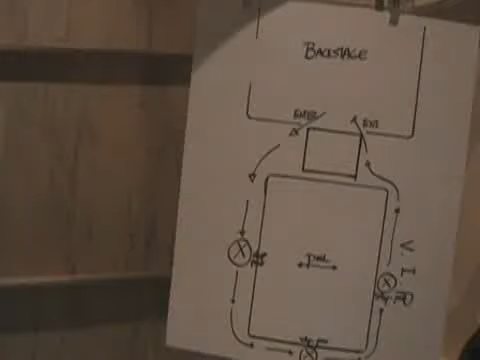 BACKSTAGE
ENTER
EXIT
X
V. I. P.
X